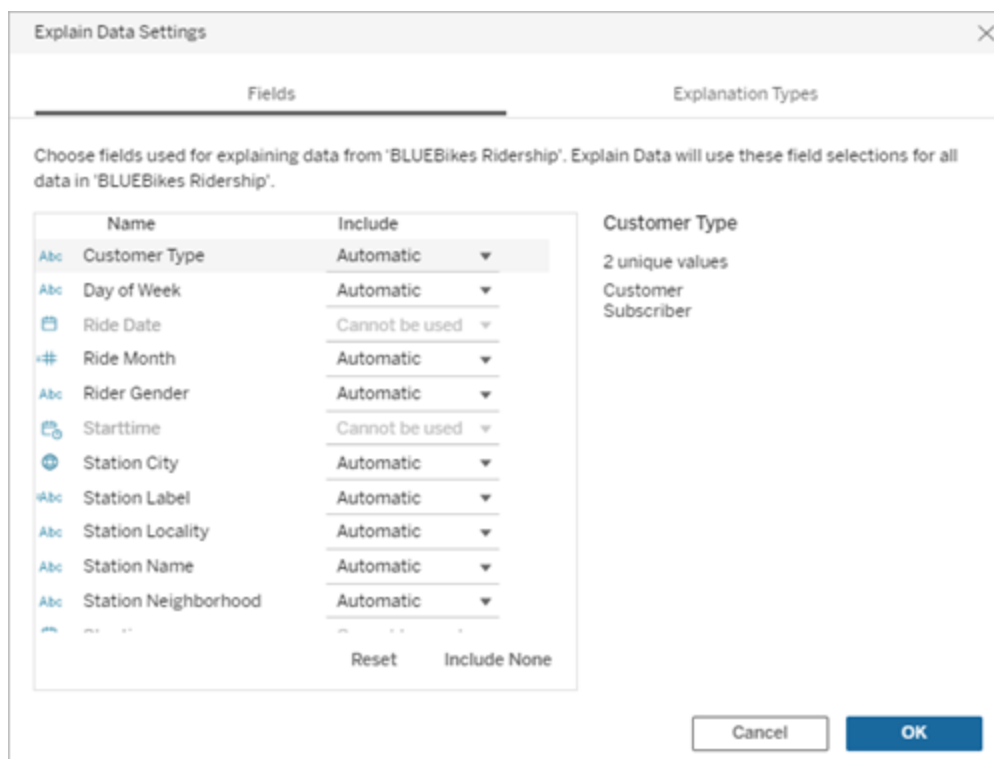 Explain Data Settings
Fields Explanation Types
Choose fields used for explaining data from 'BLUEBikes Ridership'. Explain Data will use these field selections for all
data in 'BLUEBikes Ridership'.
Name Include
Abc Customer Type Automatic
Abc Day of Week Automatic
Ride Date Cannot be used
=# Ride Month Automatic
Abc Rider Gender Automatic
Starttime Cannot be used
Station City Automatic
=Abc Station Label Automatic
Abc Station Locality Automatic
Abc Station Name Automatic
Abc Station Neighborhood Automatic
Reset Include None
Customer Type
2 unique values
Customer
Subscriber
Cancel OK